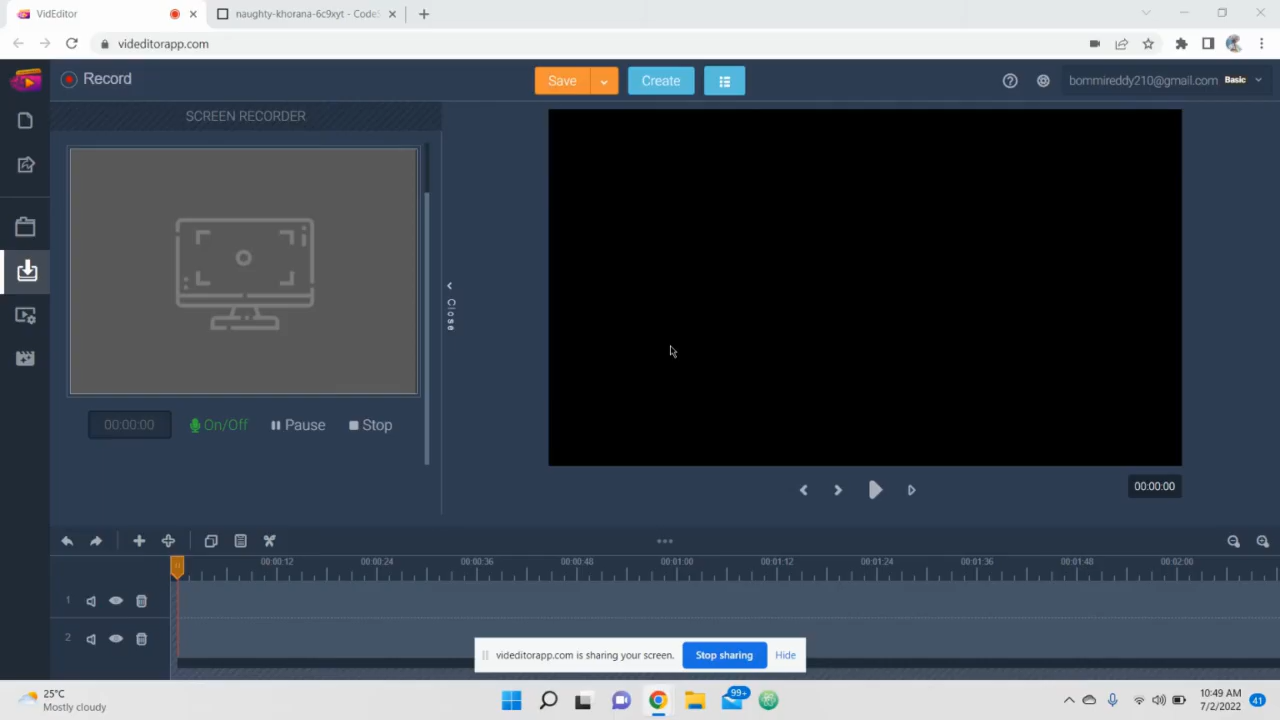 VidEditor
naughty-khorana-6c9xyt - CodeS
videditorapp.com
Record
Save
Create
bommireddy210@gmail.com
Basic
SCREEN RECORDER
Close
00:00:00
On/Off
Pause
Stop
00:00:00
00:00:12
00:00:24
00:00:36
00:00:48
00:01:00
00:01:12
00:01:24
00:01:36
00:01:48
00:02:00
1
2
videditorapp.com is sharing your screen.
Stop sharing
Hide
25°C
Mostly cloudy
99+
10:49 AM
7/2/2022
41